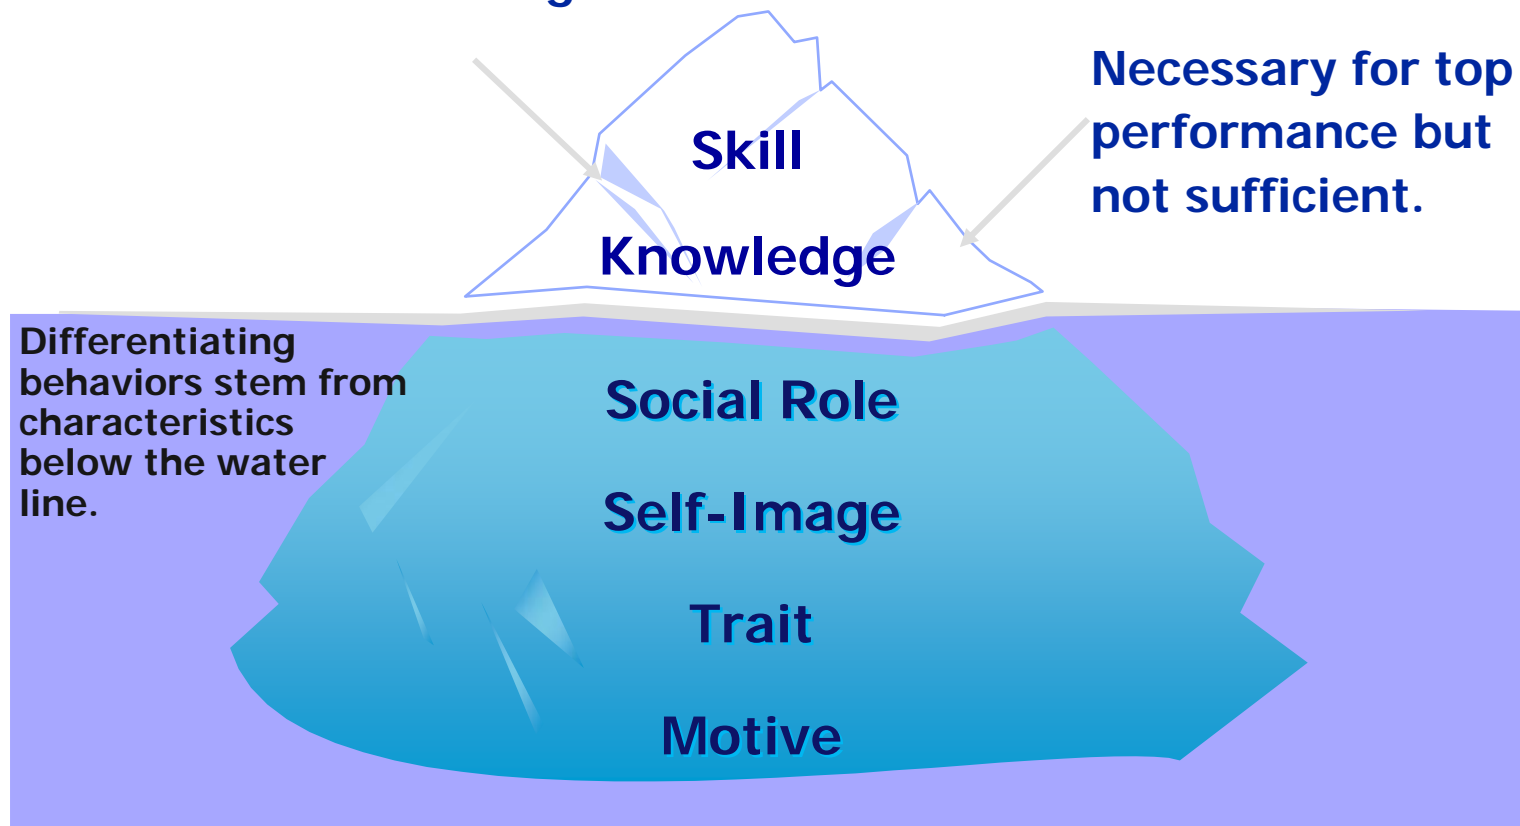 Necessary for top
performance but
not sufficient.
Skill
Knowledge
Differentiating
behaviors stem from
characteristics
below the water
line.
Social Role
Self-Image
Trait
Motive